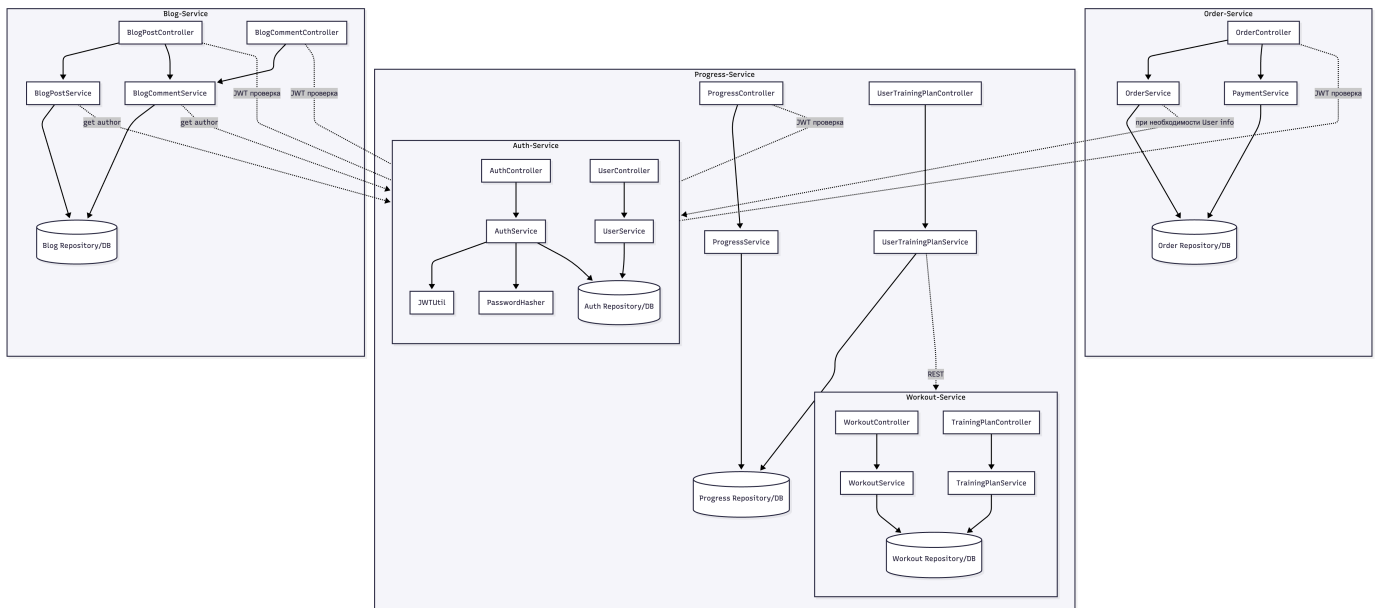 Blog-Service
BlogPostController
BlogCommentController
BlogPostService
BlogCommentService
JWT проверка
JWT проверка
get author
get author
Blog Repository/DB
Progress-Service
ProgressController
UserTrainingPlanController
JWT проверка
Auth-Service
AuthController
UserController
AuthService
UserService
JWTUtil
PasswordHasher
Auth Repository/DB
ProgressService
UserTrainingPlanService
REST
Workout-Service
WorkoutController
TrainingPlanController
WorkoutService
TrainingPlanService
Workout Repository/DB
Progress Repository/DB
Order-Service
OrderController
OrderService
PaymentService
JWT проверка
при необходимости User info
Order Repository/DB